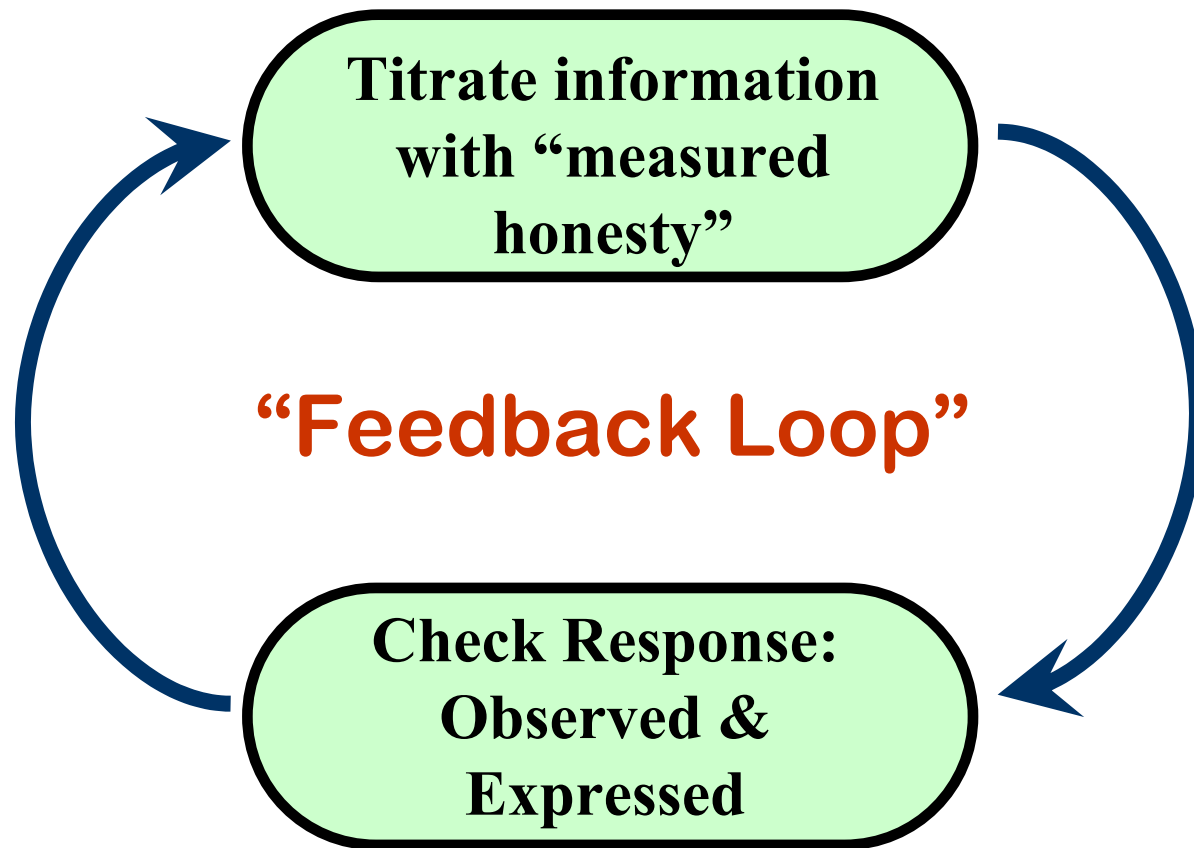 Titrate information
with “measured
honesty”
“Feedback Loop”
Check Response:
Observed &
Expressed